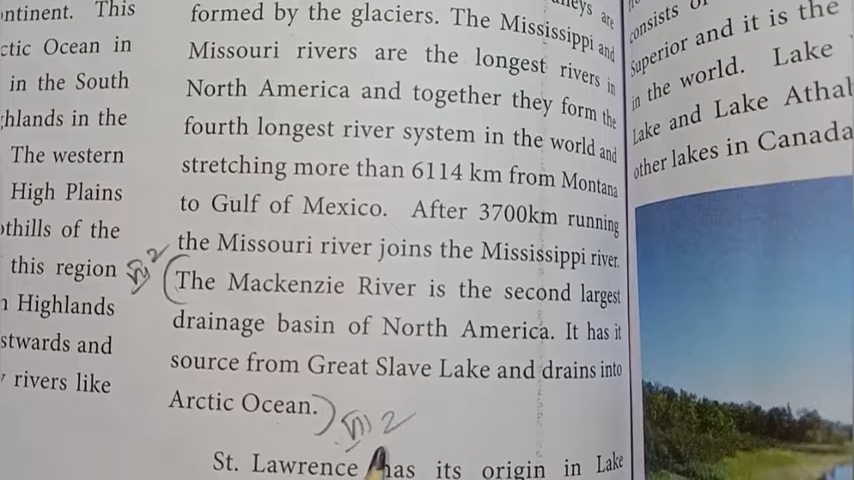 ntinent. This
ctic Ocean in
in the South
hlands in the
The western
High Plains
othills of the
this region
n Highlands
stwards and
rivers like
formed by the glaciers. The Mississippi and
Missouri rivers are the longest rivers in
North America and together they form the
fourth longest river system in the world and
stretching more than 6114 km from Montana
to Gulf of Mexico. After 3700km running
the Missouri river joins the Mississippi river.
The Mackenzie River is the second largest
drainage basin of North America. It has it
source from Great Slave Lake and drains into
Arctic Ocean.
St. Lawrence has its origin in Lake
consists
Superior and it is the
in the world. Lake
Lake and Lake Athab
other lakes in Canada